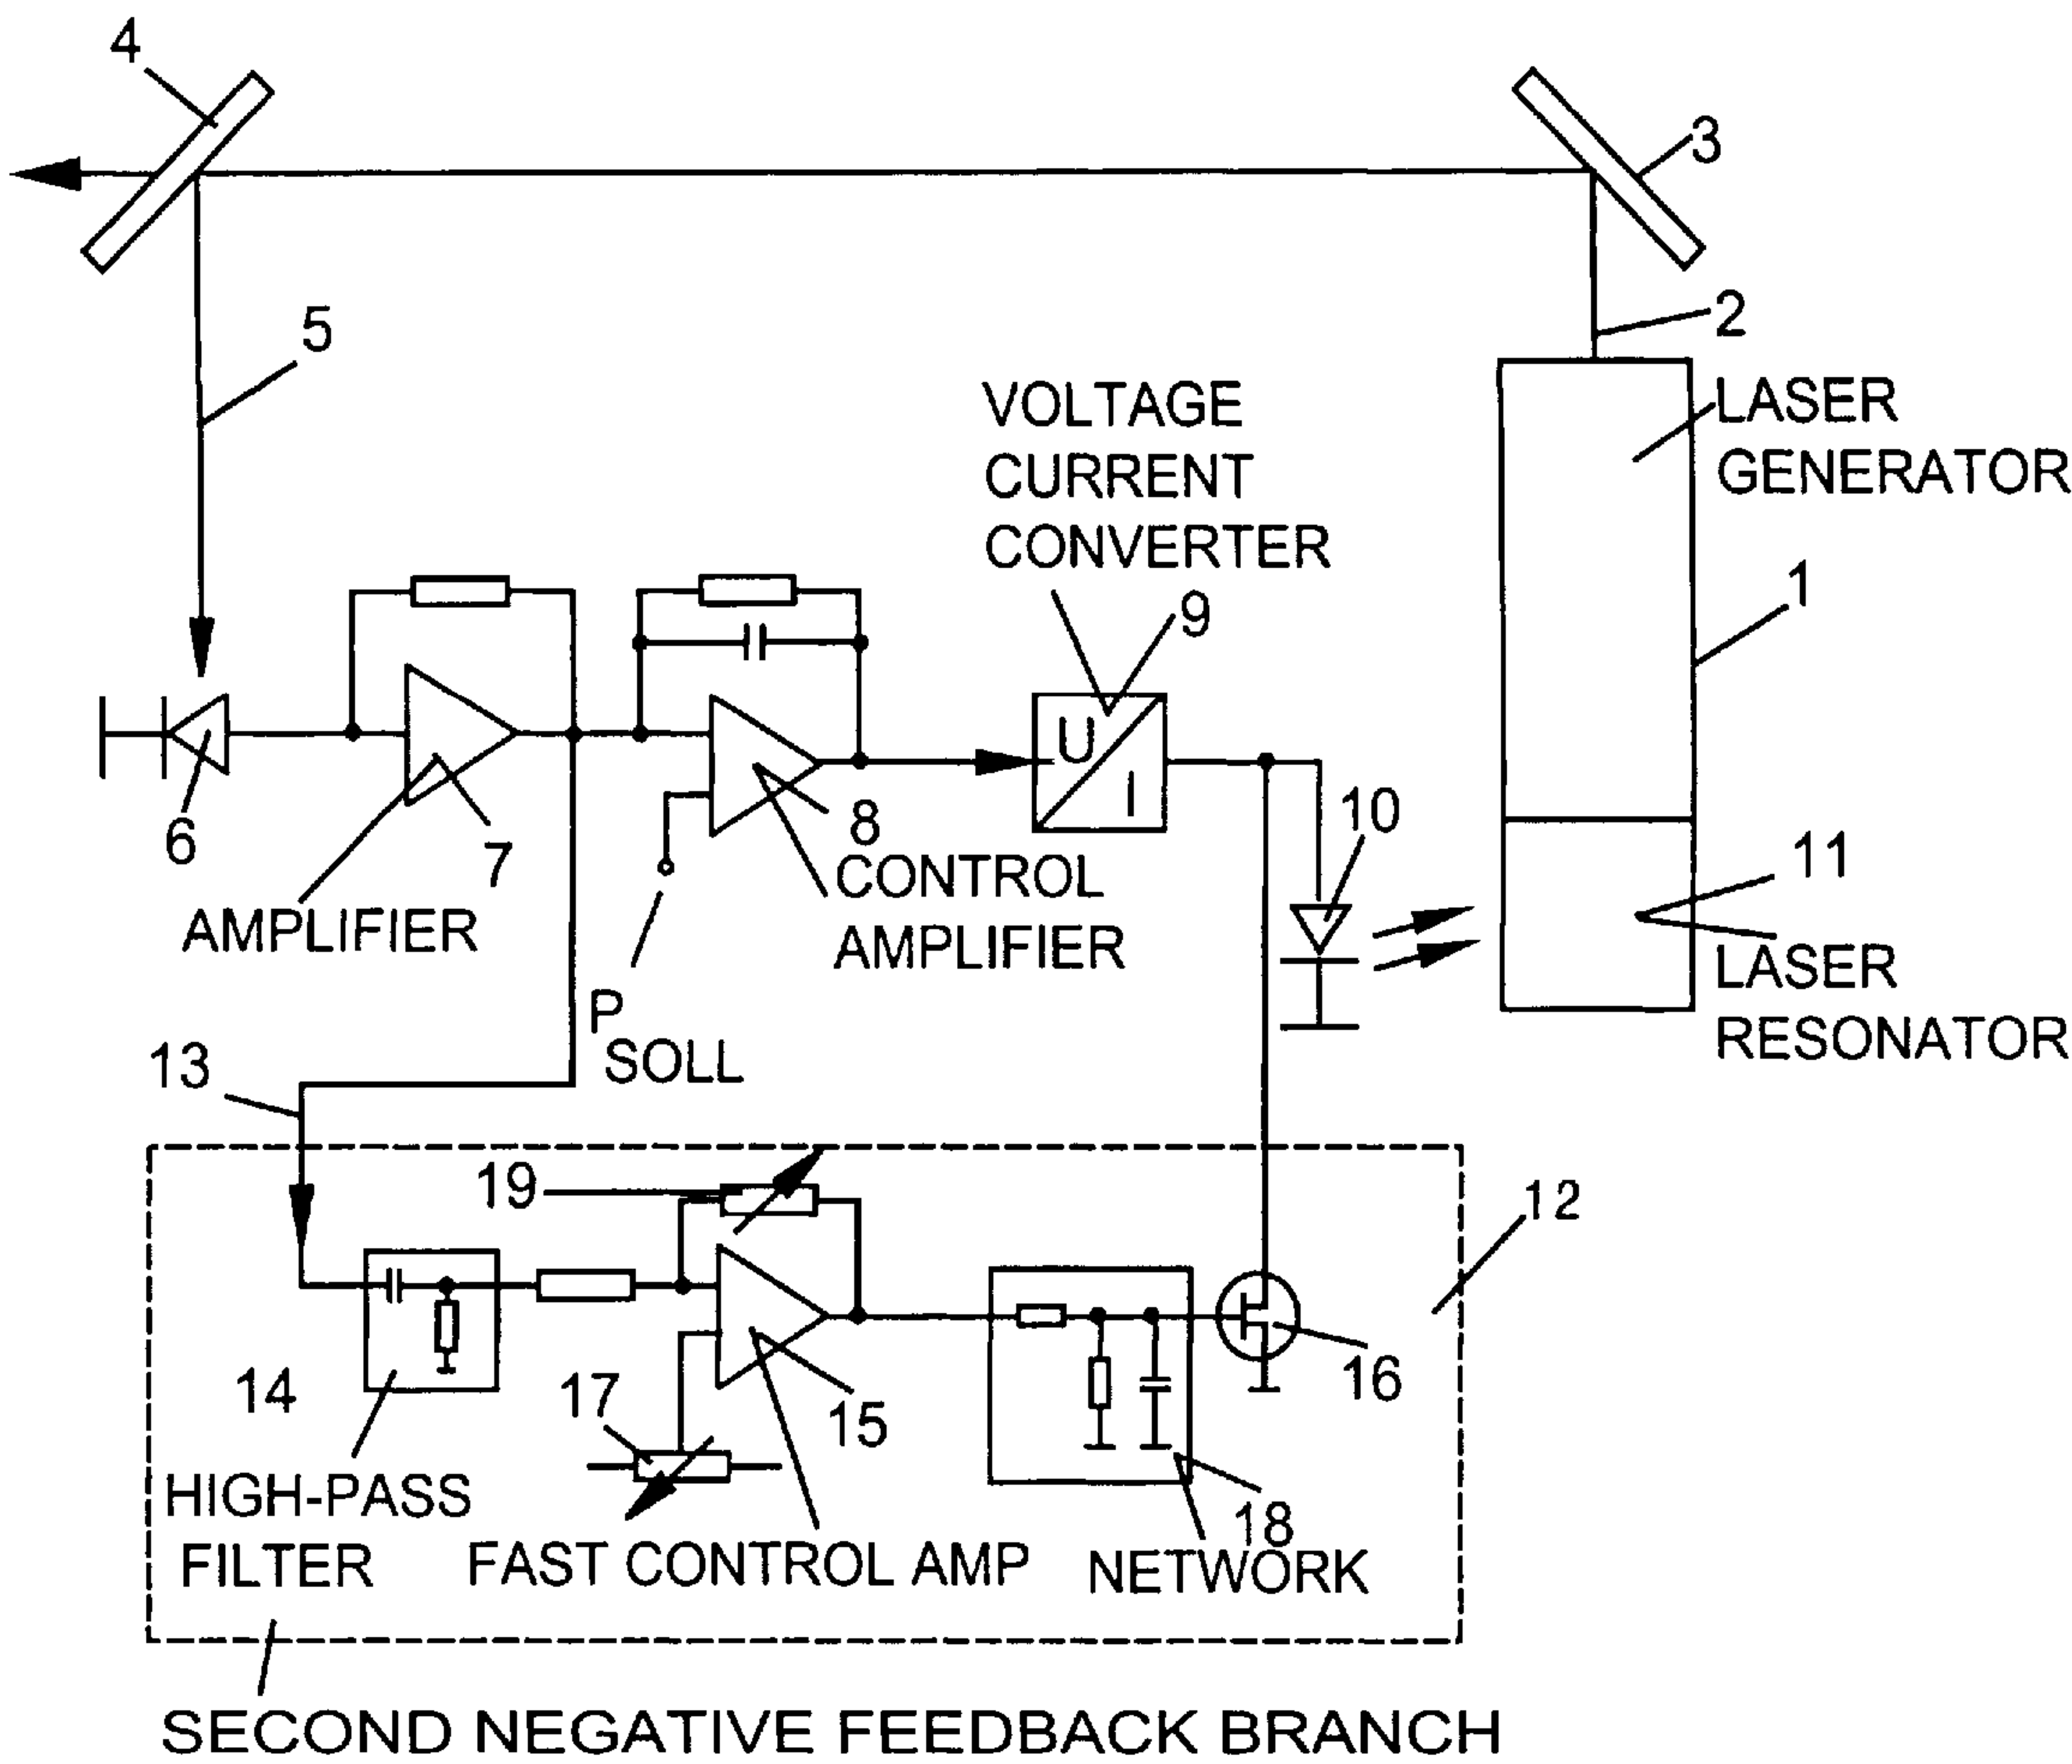 4
3
5
2
VOLTAGE
CURRENT
CONVERTER
LASER
GENERATOR
9
1
U
I
6
7
8
10
11
AMPLIFIER
CONTROL
AMPLIFIER
LASER
RESONATOR
P
SOLL
13
19
12
14
17
15
16
HIGH-PASS
FILTER
FAST CONTROL AMP
18
NETWORK
SECOND NEGATIVE FEEDBACK BRANCH